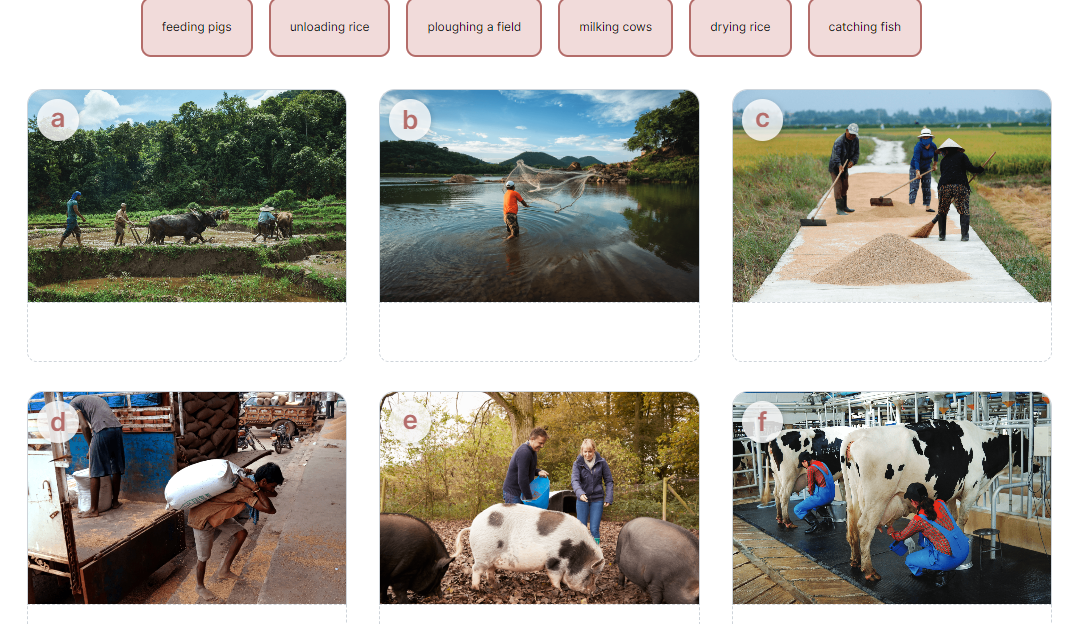 feeding pigs
unloading rice
ploughing a field
milking cows
drying rice
catching fish
a
b
c
d
e
f